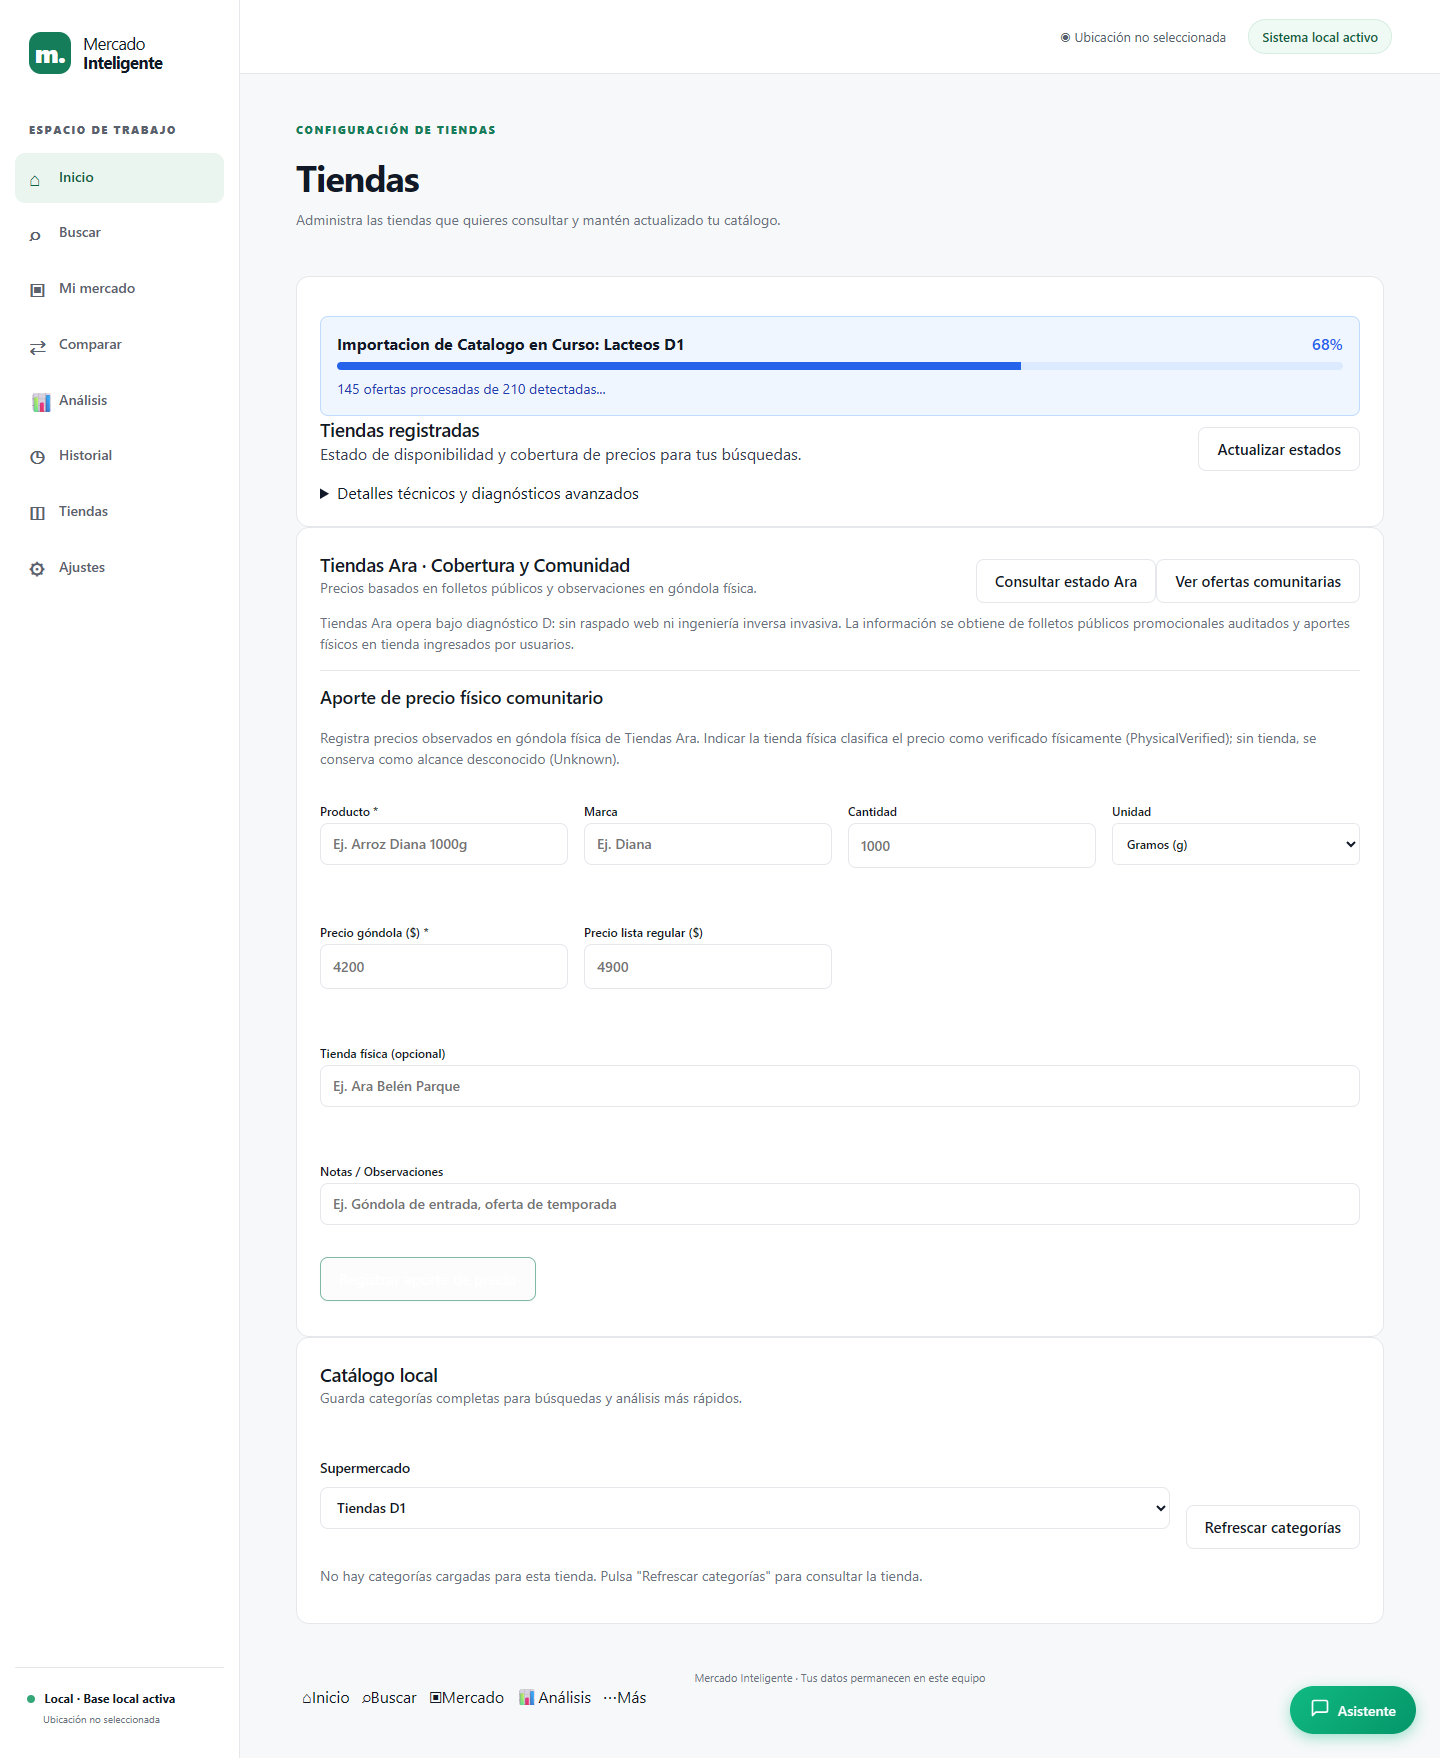 m.
Mercado
Inteligente
ESPACIO DE TRABAJO
Inicio
Buscar
Mi mercado
Comparar
Análisis
Historial
Tiendas
Ajustes
Local · Base local activa
Ubicación no seleccionada
Ubicación no seleccionada
Sistema local activo
CONFIGURACIÓN DE TIENDAS
Tiendas
Administra las tiendas que quieres consultar y mantén actualizado tu catálogo.
Importacion de Catalogo en Curso: Lacteos D1
68%
145 ofertas procesadas de 210 detectadas...
Tiendas registradas
Estado de disponibilidad y cobertura de precios para tus búsquedas.
Actualizar estados
Detalles técnicos y diagnósticos avanzados
Tiendas Ara · Cobertura y Comunidad
Precios basados en folletos públicos y observaciones en góndola física.
Consultar estado Ara
Ver ofertas comunitarias
Tiendas Ara opera bajo diagnóstico D: sin raspado web ni ingeniería inversa invasiva. La información se obtiene de folletos públicos promocionales auditados y aportes
físicos en tienda ingresados por usuarios.
Aporte de precio físico comunitario
Registra precios observados en góndola física de Tiendas Ara. Indicar la tienda física clasifica el precio como verificado físicamente (PhysicalVerified); sin tienda, se
conserva como alcance desconocido (Unknown).
Producto *
Marca
Cantidad
Unidad
Ej. Arroz Diana 1000g
Ej. Diana
1000
Gramos (g)
Precio góndola ($) *
Precio lista regular ($)
4200
4900
Tienda física (opcional)
Ej. Ara Belén Parque
Notas / Observaciones
Ej. Góndola de entrada, oferta de temporada
Catálogo local
Guarda categorías completas para búsquedas y análisis más rápidos.
Supermercado
Tiendas D1
Refrescar categorías
No hay categorías cargadas para esta tienda. Pulsa "Refrescar categorías" para consultar la tienda.
Mercado Inteligente · Tus datos permanecen en este equipo
Inicio Buscar Mercado Análisis ···Más
Asistente